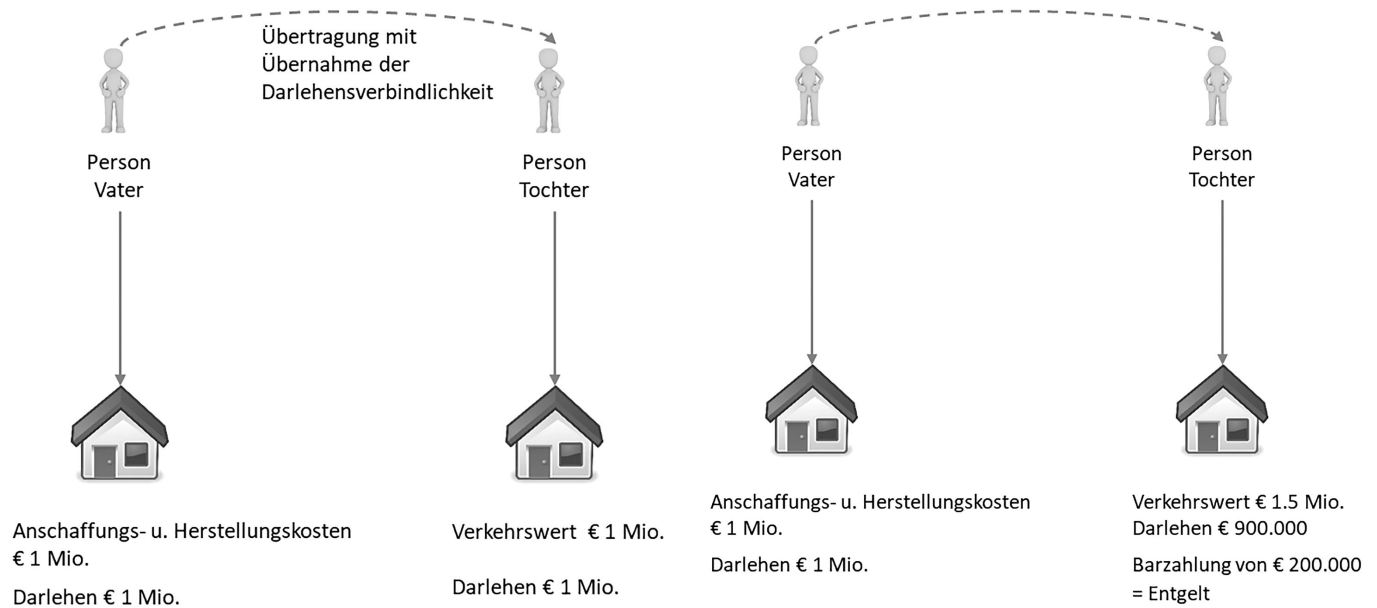 Übertragung mit
Übernahme der
Darlehensverbindlichkeit
Person
Vater
Person
Tochter
Anschaffungs- u. Herstellungskosten
€ 1 Mio.
Darlehen € 1 Mio.
Verkehrswert € 1 Mio.
Darlehen € 1 Mio.
Person
Vater
Person
Tochter
Anschaffungs- u. Herstellungskosten
€ 1 Mio.
Darlehen € 1 Mio.
Verkehrswert € 1.5 Mio.
Darlehen € 900.000
Barzahlung von € 200.000
= Entgelt